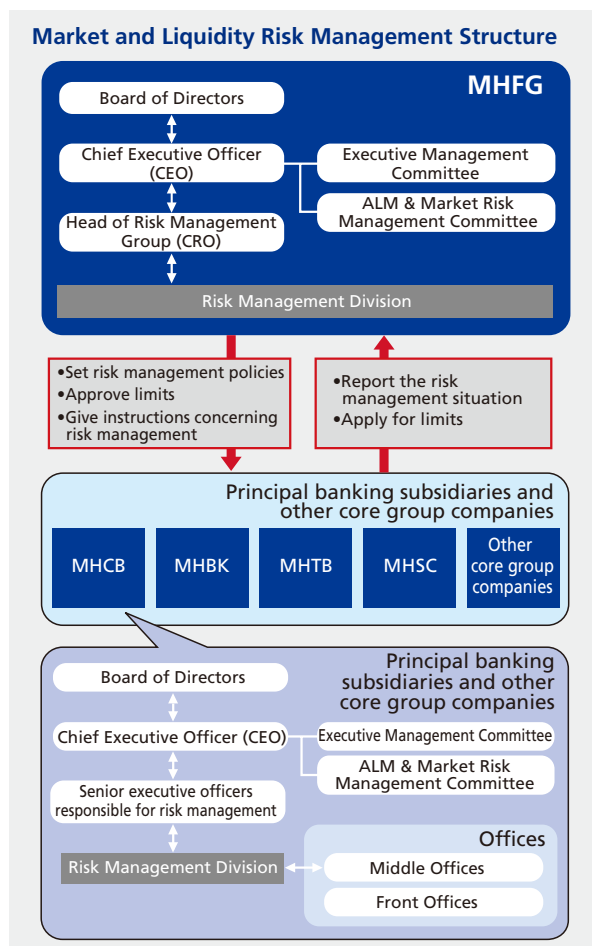 Market and Liquidity Risk Management Structure
MHFG
Board of Directors
Chief Executive Officer
(CEO)
Executive Management
Committee
ALM & Market Risk
Management Committee
Head of Risk Management
Group (CRO)
Risk Management Division
•Set risk management policies
•Approve limits
•Give instructions concerning
risk management
•Report the risk
management situation
•Apply for limits
Principal banking subsidiaries and
other core group companies
MHCB
MHBK
MHTB
MHSC
Other
core group
companies
Principal banking
subsidiaries and other
core group companies
Board of Directors
Chief Executive Officer (CEO)
Executive Management Committee
ALM & Market Risk
Management Committee
Senior executive officers
responsible for risk management
Risk Management Division
Offices
Middle Offices
Front Offices